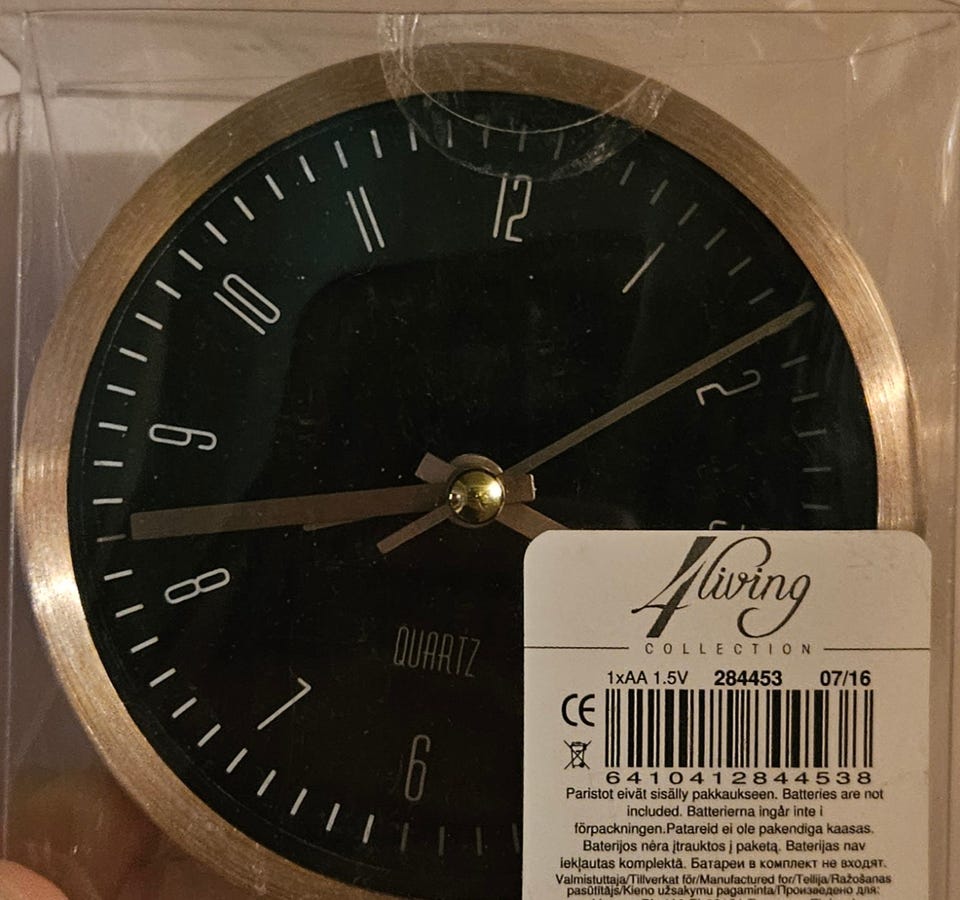 12
11
1
10
2
9
8
QUARTZ
7
6
4living
COLLECTION
1xAA 1.5V 284453 07/16
CE
6410412844538
Paristot eivät sisälly pakkaukseen. Batteries are not
included. Batterierna ingår inte i
förpackningen.Patareid ei ole pakendiga kaasas.
Baterijos nėra įtrauktos į paketą. Baterijas nav
iekļautas komplektā. Батареи в комплект не входят.
Valmistuttaja/Tillverkat för/Manufactured for/Tellija/Ražošanas
pasūtītājs/Kieno užsakymu pagaminta/Произведено для: